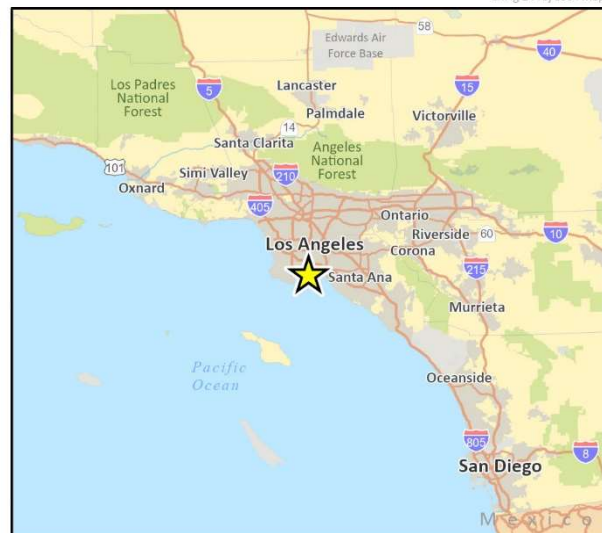 58
Edwards Air
Force Base
40
Los Padres
National
Forest
5
Lancaster
15
Palmdale
Victorville
14
Santa Clarita
Angeles
National
Forest
101
Simi Valley
210
Oxnard
405
Ontario
Riverside
60
10
Los Angeles
Corona
215
Santa Ana
Murrieta
Pacific
Ocean
Oceanside
805
8
San Diego
Mexico